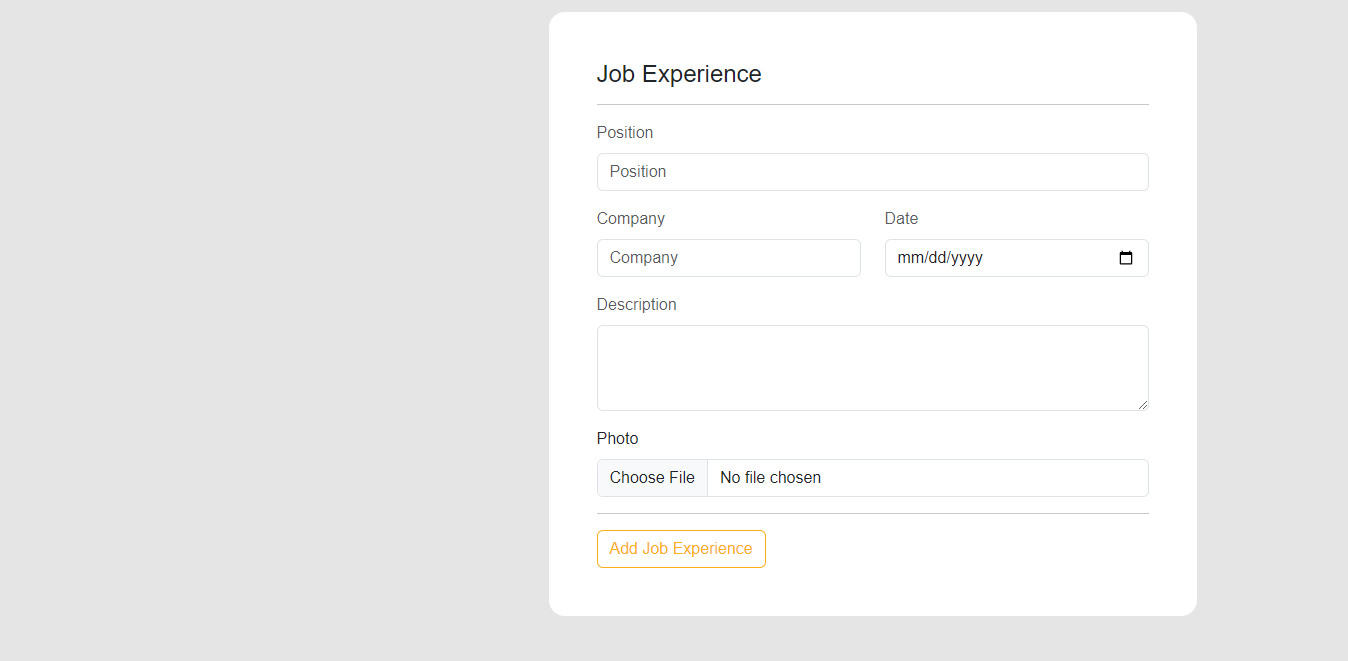 Job Experience
Position
Position
Company Date
Company mm/dd/yyyy
Description
Photo
Choose File No file chosen
Add Job Experience